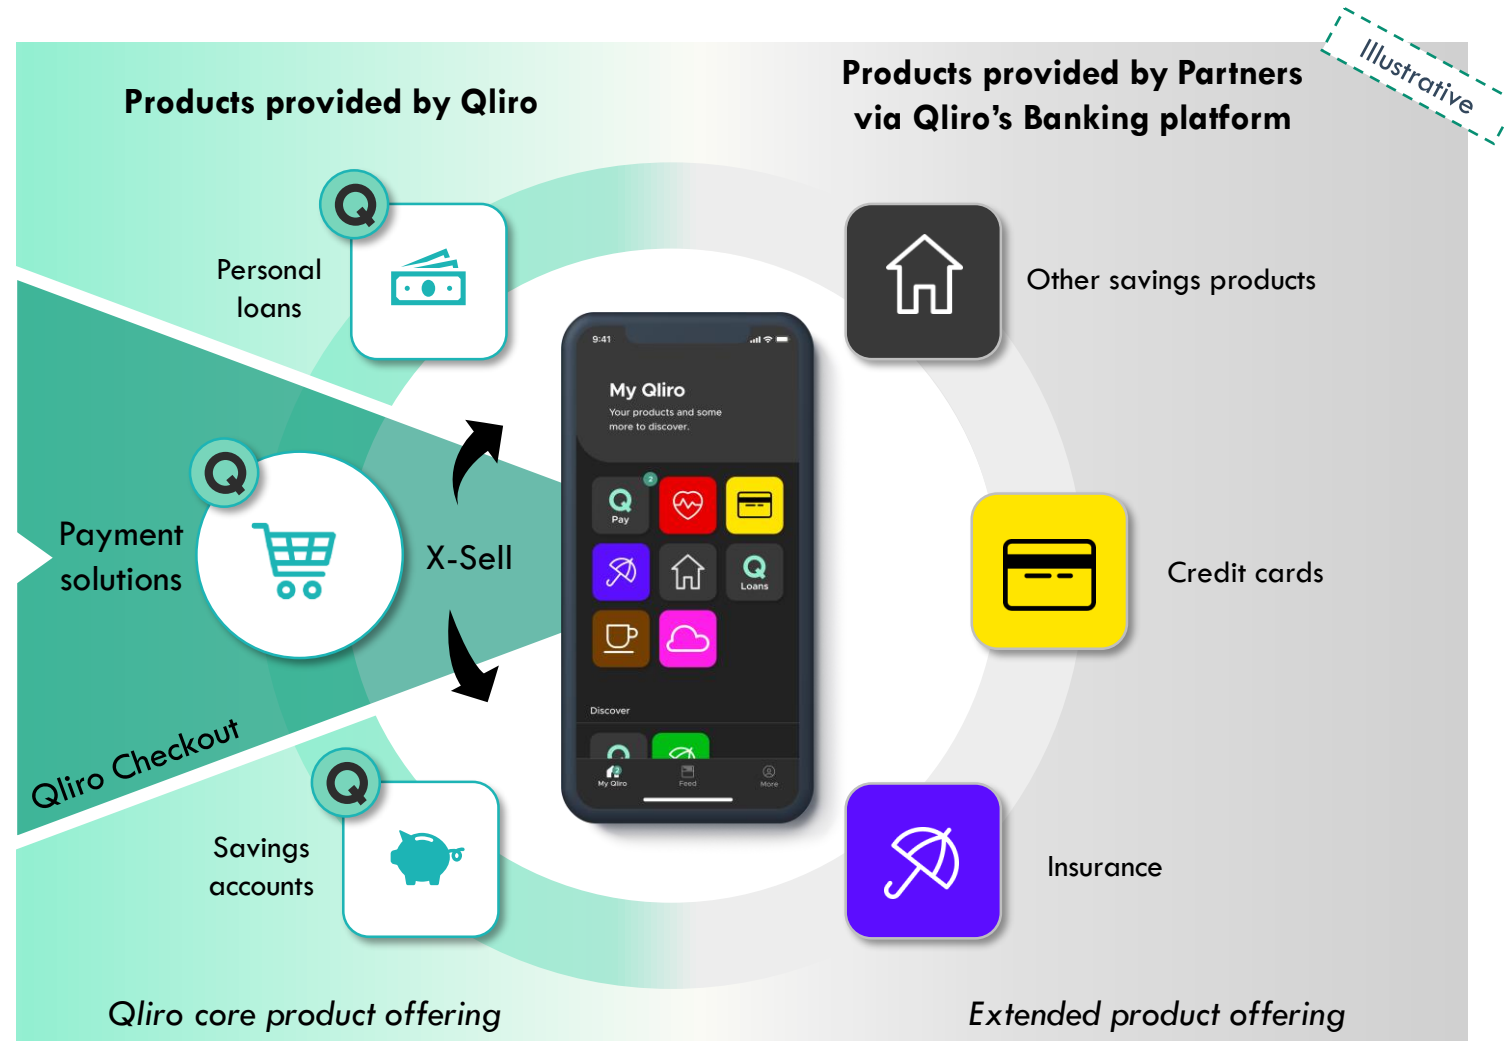 Illustrative
Products provided by Qliro
Products provided by Partners
via Qliro's Banking platform
Q
Personal
loans
Other savings products
9:41
My Qliro
Your products and some
more to discover.
Q
Payment
solutions
X-Sell
Q
Pay
2
Q
Loans
Credit cards
Discover
Q
My Qliro
2
Feed
More
Qliro Checkout
Q
Savings
accounts
Insurance
Qliro core product offering
Extended product offering